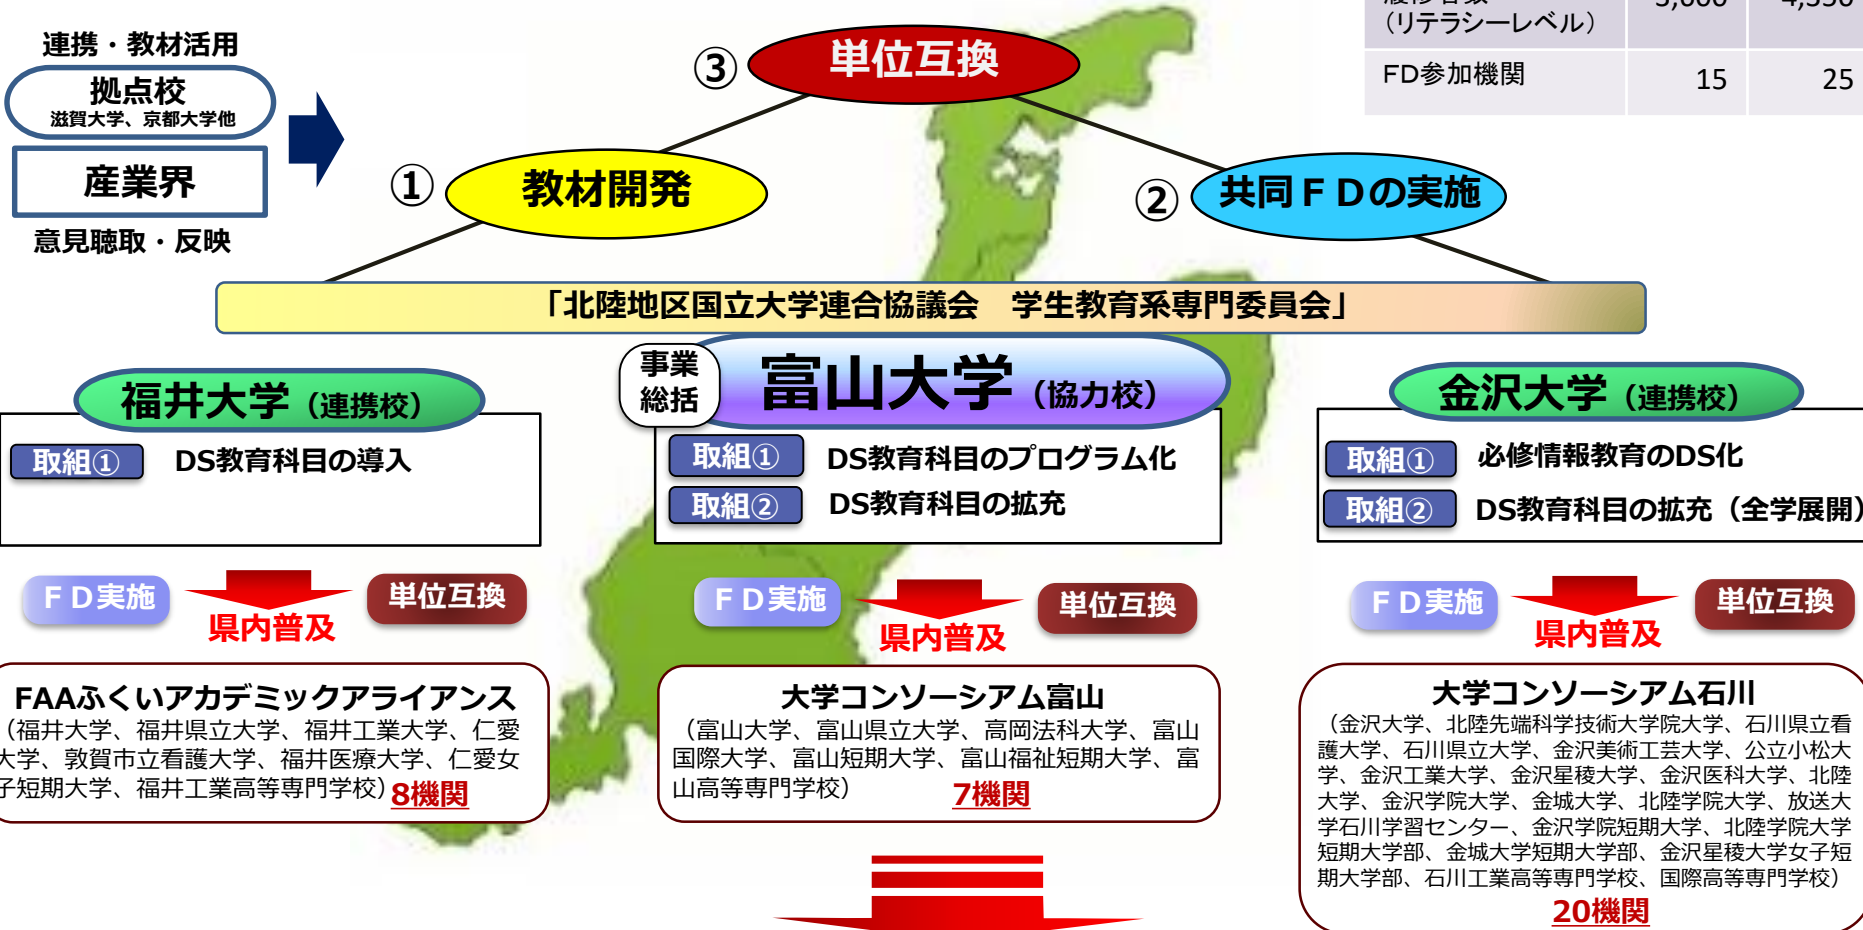 連携・教材活用
拠点校
滋賀大学、京都大学他
産業界
意見聴取・反映
③
単位互換
①
教材開発
②
共同ＦＤの実施
（リテラシーレベル）
FD参加機関 15 25
「北陸地区国立大学連合協議会　学生教育系専門委員会」
福井大学（連携校）
取組① DS教育科目の導入
ＦＤ実施
県内普及
単位互換
FAAふくいアカデミックアライアンス
（福井大学、福井県立大学、福井工業大学、仁愛
大学、敦賀市立看護大学、福井医療大学、仁愛女
子短期大学、福井工業高等専門学校）8機関
事業
総括
富山大学（協力校）
取組① DS教育科目のプログラム化
取組② DS教育科目の拡充
ＦＤ実施
県内普及
単位互換
大学コンソーシアム富山
（富山大学、富山県立大学、高岡法科大学、富山
国際大学、富山短期大学、富山福祉短期大学、富
山高等専門学校） 7機関
金沢大学（連携校）
取組① 必修情報教育のDS化
取組② DS教育科目の拡充（全学展開）
ＦＤ実施
県内普及
単位互換
大学コンソーシアム石川
（金沢大学、北陸先端科学技術大学院大学、石川県立看
護大学、石川県立大学、金沢美術工芸大学、公立小松大
学、金沢工業大学、金沢星稜大学、金沢医科大学、北陸
大学、金沢学院大学、金城大学、北陸学院大学、放送大
学石川学習センター、金沢学院短期大学、北陸学院大学
短期大学部、金城大学短期大学部、金沢星稜大学女子短
期大学部、石川工業高等専門学校、国際高等専門学校）
20機関